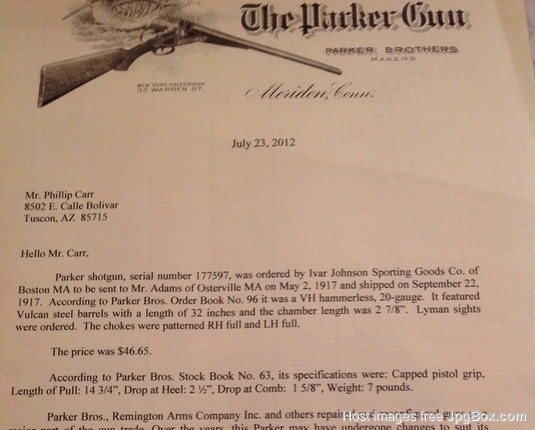 The Parker Gun
PARKER BROTHERS
MAKERS
NEW YORK SALESROOM
32 WARREN ST.
Meriden, Conn.
July 23, 2012
Mr. Phillip Carr
8502 E. Calle Bolivar
Tuscon, AZ 85715
Hello Mr. Carr,
Parker shotgun, serial number 177597, was ordered by Ivar Johnson Sporting Goods Co. of
Boston MA to be sent to Mr. Adams of Osterville MA on May 2, 1917 and shipped on September 22,
1917. According to Parker Bros. Order Book No. 96 it was a VH hammerless, 20-gauge. It featured
Vulcan steel barrels with a length of 32 inches and the chamber length was 2 7/8". Lyman sights
were ordered. The chokes were patterned RH full and LH full.
The price was $46.65.
According to Parker Bros. Stock Book No. 63, its specifications were: Capped pistol grip,
Length of Pull: 14 3/4", Drop at Heel: 2 ½", Drop at Comb: 1 5/8", Weight: 7 pounds.
Parker Bros., Remington Arms Company Inc. and others repai
major part of the gun trade. Over the years, this Parker may have undergone changes to suit its
Host images free JpgBox.com